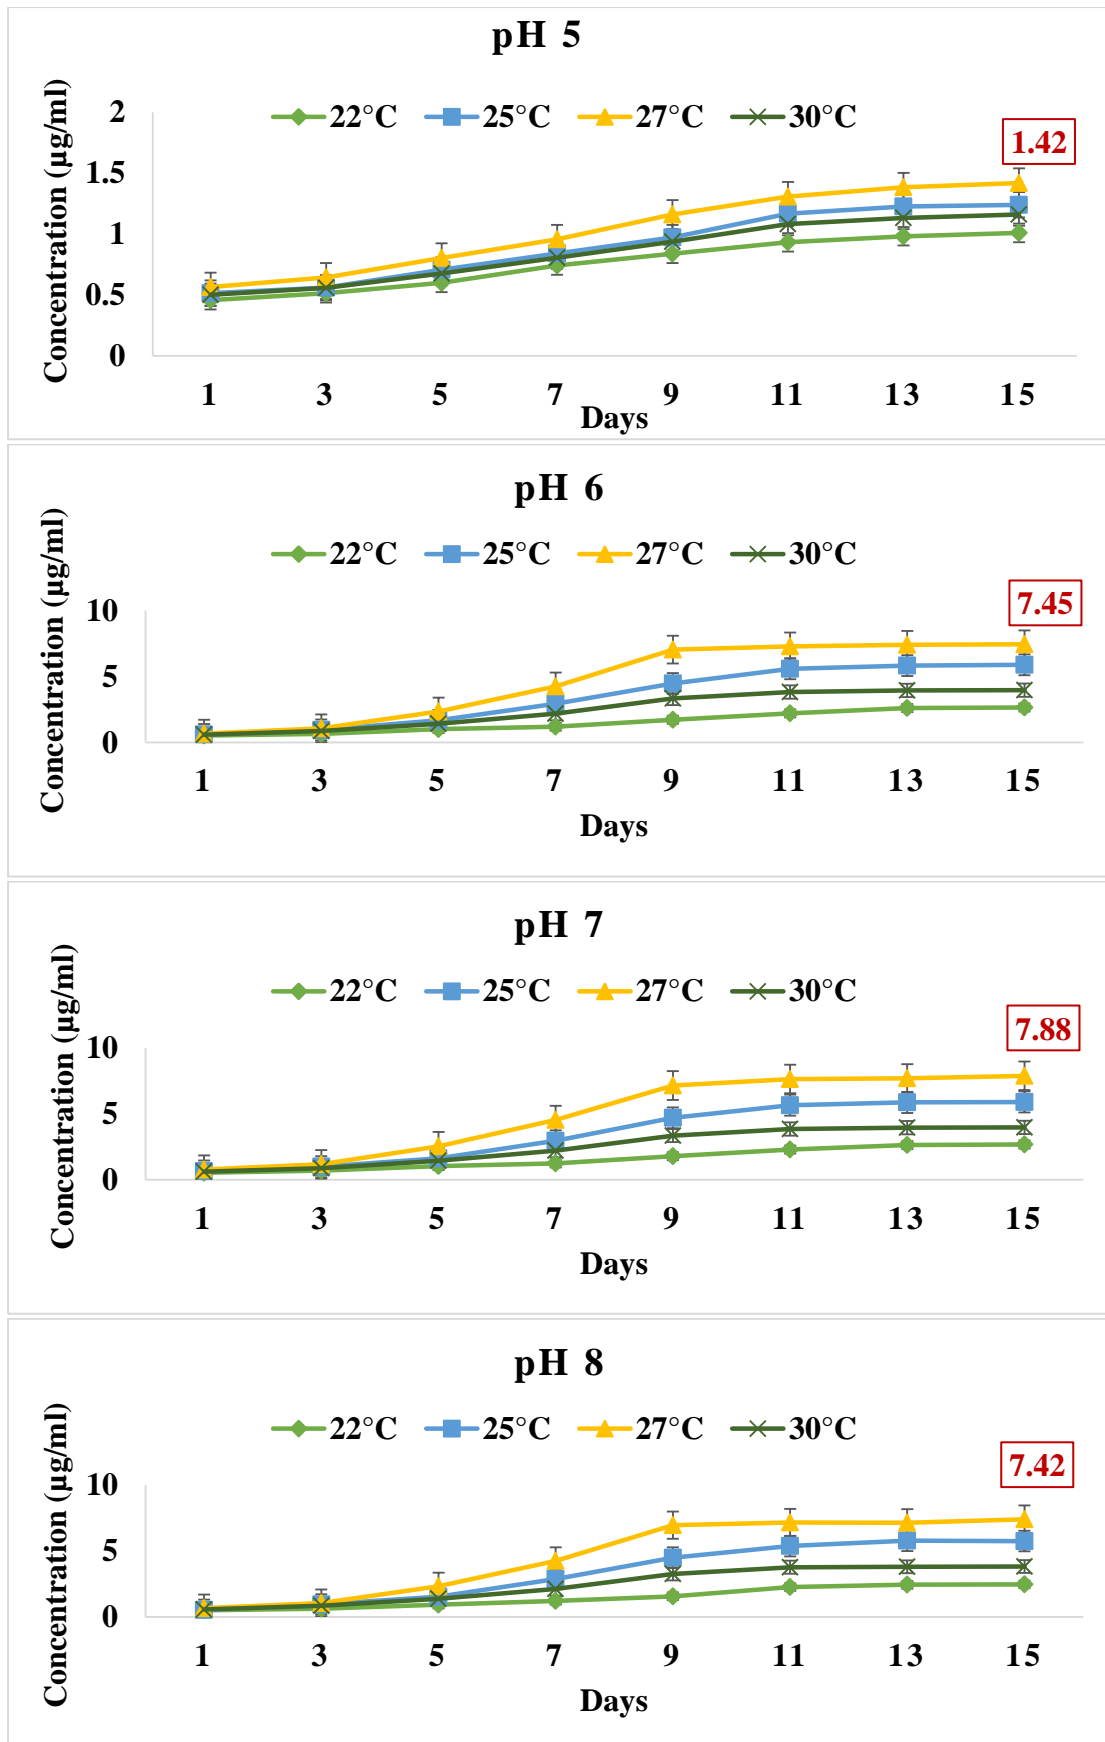 pH 5
22°C 25°C 27°C 30°C
1.42
Concentration (µg/ml)
2
1.5
1
0.5
0
1 3 5 7 9 11 13 15
Days
pH 6
22°C 25°C 27°C 30°C
7.45
Concentration (µg/ml)
10
5
0
1 3 5 7 9 11 13 15
Days
pH 7
22°C 25°C 27°C 30°C
7.88
Concentration (µg/ml)
10
5
0
1 3 5 7 9 11 13 15
Days
pH 8
22°C 25°C 27°C 30°C
7.42
Concentration (µg/ml)
10
5
0
1 3 5 7 9 11 13 15
Days